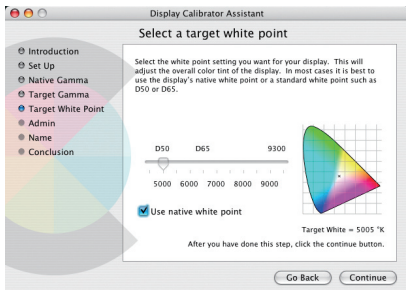 Display Calibrator Assistant
Select a target white point
Introduction
Set Up
Native Gamma
Target Gamma
Target White Point
Admin
Name
Conclusion
Select the white point setting you want for your display. This will
adjust the overall color tint of the display. In most cases it is best to
use the display's native white point or a standard white point such as
D50 or D65.
D50 D65 9300
5000 6000 7000 8000 9000
Use native white point
Target White = 5005 °K
After you have done this step, click the continue button.
Go Back Continue